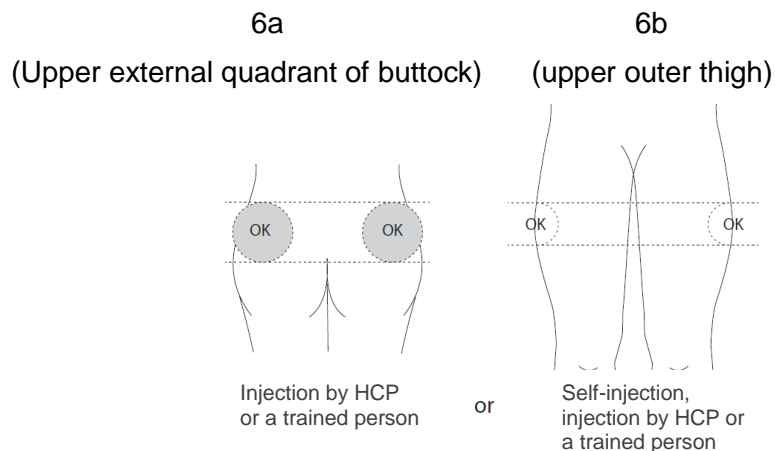 6a
(Upper external quadrant of buttock)
6b
(upper outer thigh)
OK
OK
OK
OK
Injection by HCP
or a trained person
or
Self-injection,
injection by HCP or
a trained person